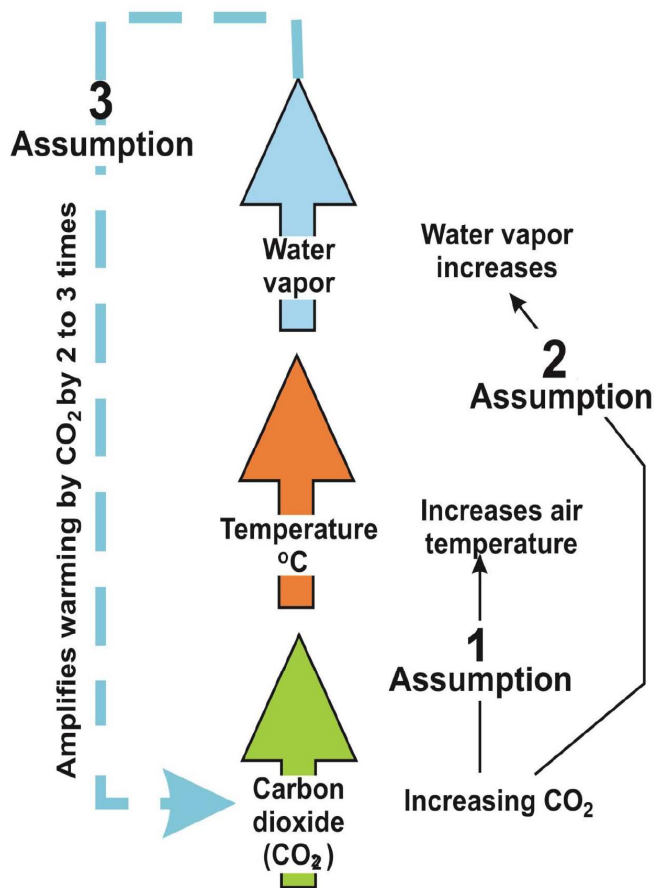 3
Assumption
Amplifies warming by CO₂ by 2 to 3 times
Water
vapor
Water vapor
increases
2
Assumption
Temperature
ºC
Increases air
temperature
1
Assumption
Carbon
dioxide
(CO₂)
Increasing CO₂